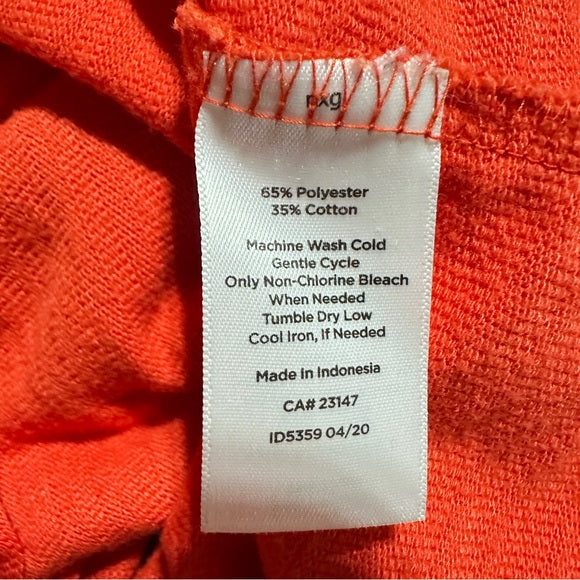 nxg
65% Polyester
35% Cotton
Machine Wash Cold
Gentle Cycle
Only Non-Chlorine Bleach
When Needed
Tumble Dry Low
Cool Iron, If Needed
Made in Indonesia
CA# 23147
ID5359 04/20